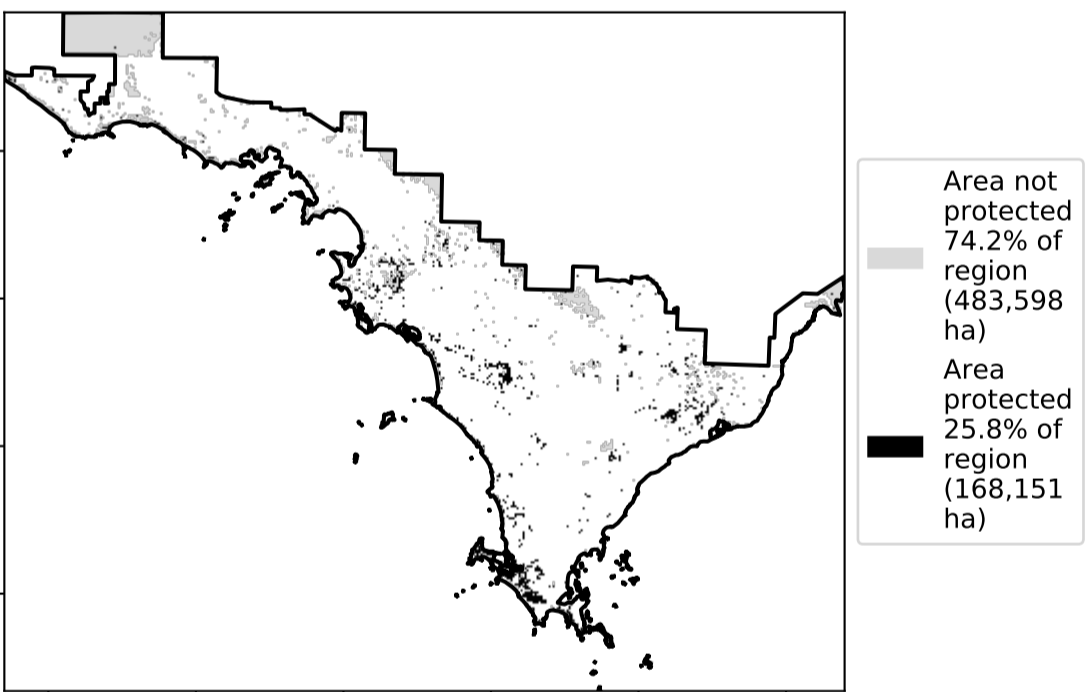 Area not
protected
74.2% of
region
(483,598
ha)
Area
protected
25.8% of
region
(168,151
ha)